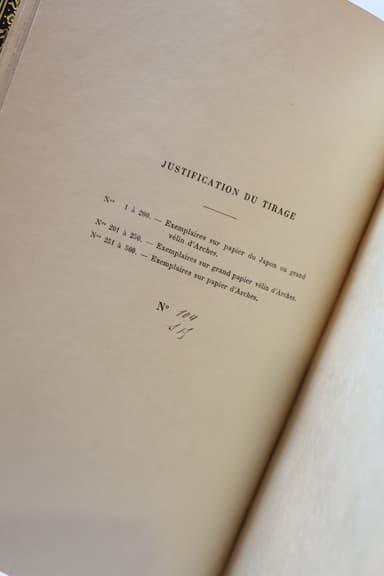 JUSTIFICATION DU TIRAGE
Nos 1 à 200. — Exemplaires sur papier du Japon ou grand
vélin d'Arches.
Nos 201 à 250. — Exemplaires sur grand papier vélin d'Arches.
Nos 251 à 500. — Exemplaires sur papier d'Arches.
No 104